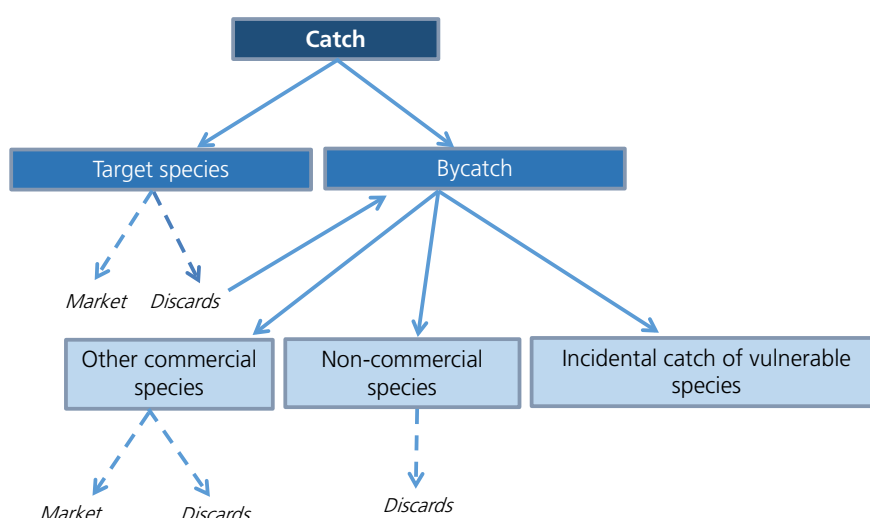 Catch
Target species
Bycatch
Market
Discards
Other commercial
species
Non-commercial
species
Incidental catch of vulnerable
species
Market
Discards
Discards